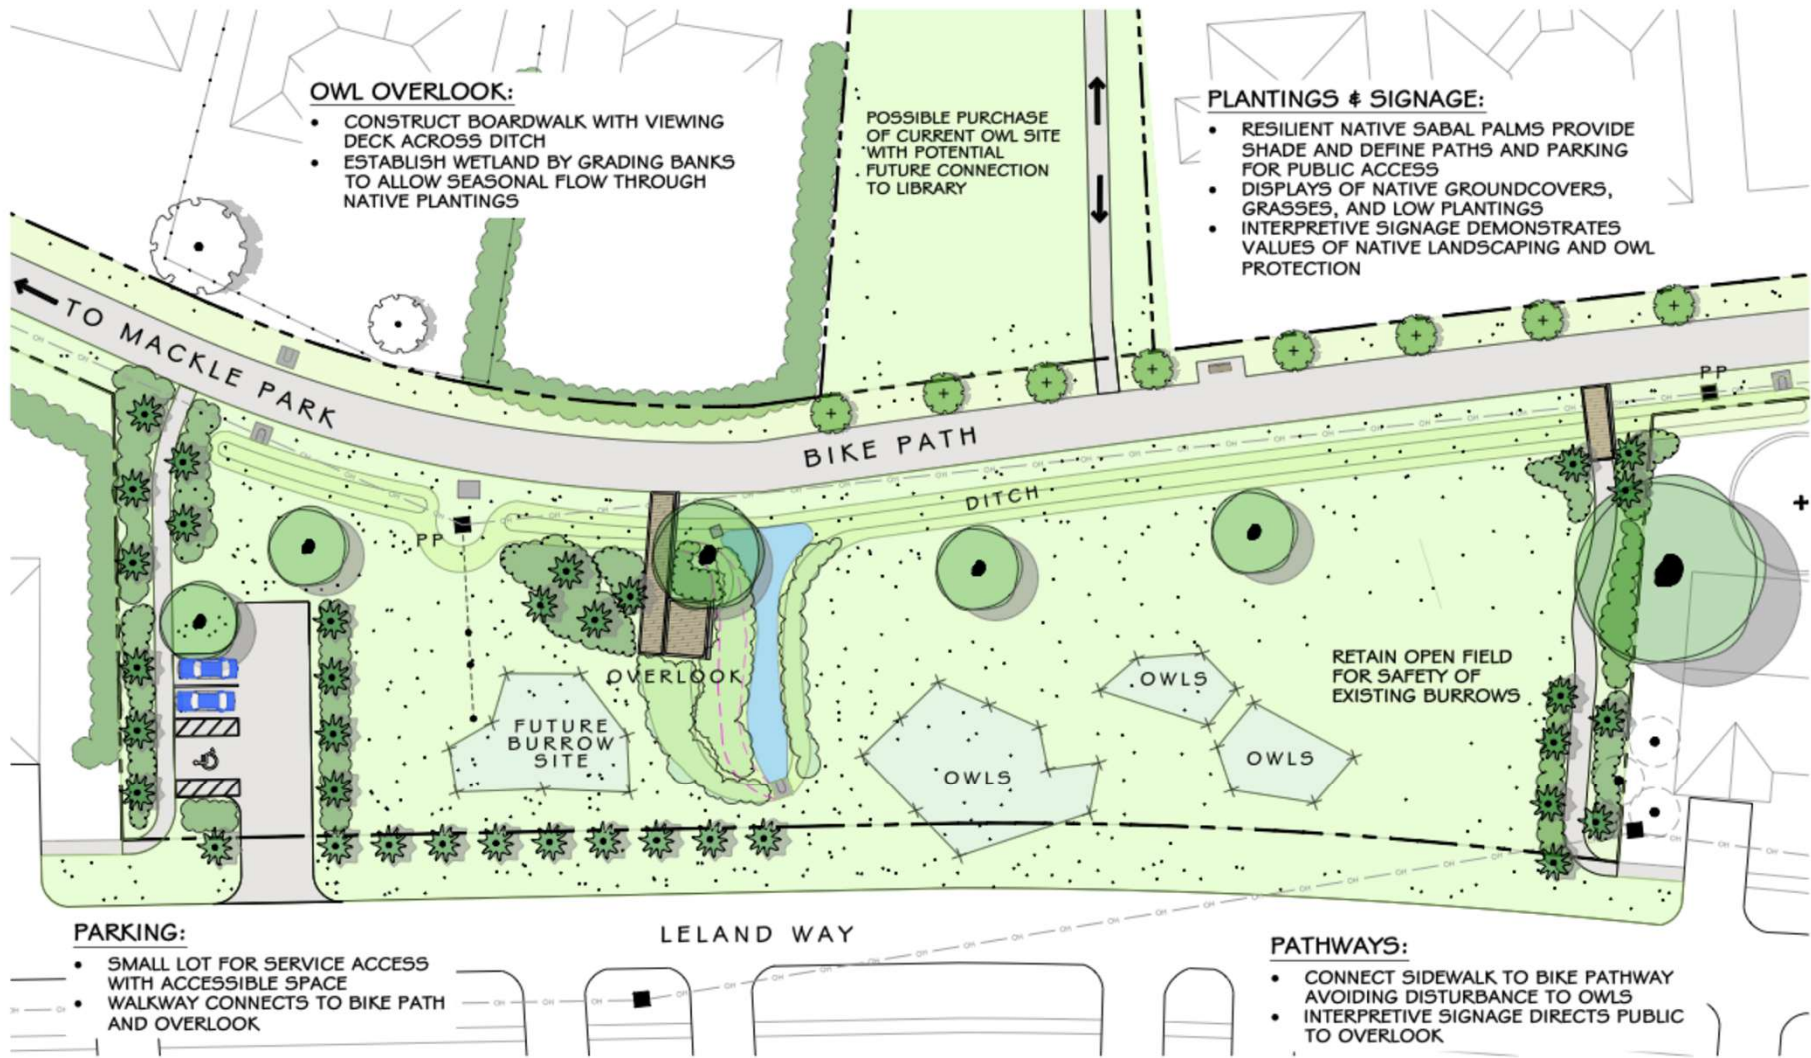 OWL OVERLOOK:
• CONSTRUCT BOARDWALK WITH VIEWING
DECK ACROSS DITCH
• ESTABLISH WETLAND BY GRADING BANKS
TO ALLOW SEASONAL FLOW THROUGH
NATIVE PLANTINGS
POSSIBLE PURCHASE
OF CURRENT OWL SITE
WITH POTENTIAL
FUTURE CONNECTION
TO LIBRARY
PLANTINGS & SIGNAGE:
• RESILIENT NATIVE SABAL PALMS PROVIDE
SHADE AND DEFINE PATHS AND PARKING
FOR PUBLIC ACCESS
• DISPLAYS OF NATIVE GROUNDCOVERS,
GRASSES, AND LOW PLANTINGS
• INTERPRETIVE SIGNAGE DEMONSTRATES
VALUES OF NATIVE LANDSCAPING AND OWL
PROTECTION
TO MACKLE PARK
BIKE PATH
PP
DITCH
PP
OVERLOOK
FUTURE
BURROW
SITE
OWLS
OWLS
OWLS
RETAIN OPEN FIELD
FOR SAFETY OF
EXISTING BURROWS
LELAND WAY
PARKING:
• SMALL LOT FOR SERVICE ACCESS
WITH ACCESSIBLE SPACE
• WALKWAY CONNECTS TO BIKE PATH
AND OVERLOOK
PATHWAYS:
• CONNECT SIDEWALK TO BIKE PATHWAY
AVOIDING DISTURBANCE TO OWLS
• INTERPRETIVE SIGNAGE DIRECTS PUBLIC
TO OVERLOOK